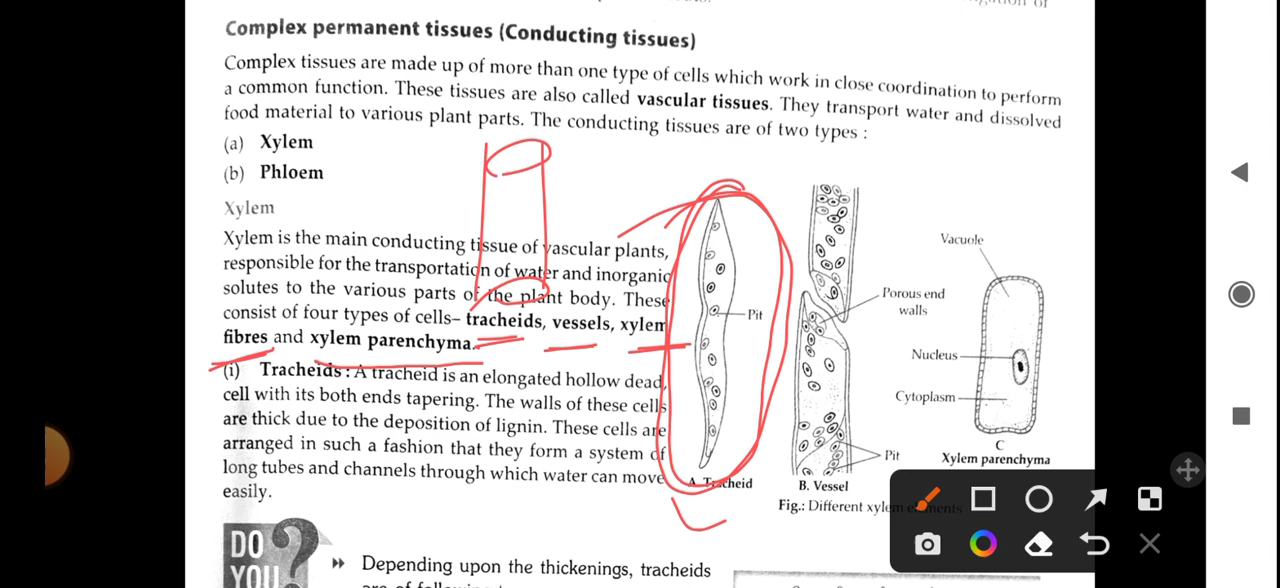 Complex permanent tissues (Conducting tissues)
Complex tissues are made up of more than one type of cells which work in close coordination to perform
a common function. These tissues are also called vascular tissues. They transport water and dissolved
food material to various plant parts. The conducting tissues are of two types :
(a) Xylem
(b) Phloem
Xylem
Xylem is the main conducting tissue of vascular plants,
responsible for the transportation of water and inorganic
solutes to the various parts of the plant body. These
consist of four types of cells– tracheids, vessels, xylem
fibres and xylem parenchyma.
(i) Tracheids : A tracheid is an elongated hollow dead
cell with its both ends tapering. The walls of these cells
are thick due to the deposition of lignin. These cells are
arranged in such a fashion that they form a system of
long tubes and channels through which water can move
easily.
Pit
A. Tracheid
Porous end
walls
Pit
B. Vessel
Vacuole
Nucleus
Cytoplasm
C
Xylem parenchyma
Fig.: Different xylem elements
DO
YOU
Depending upon the thickenings, tracheids